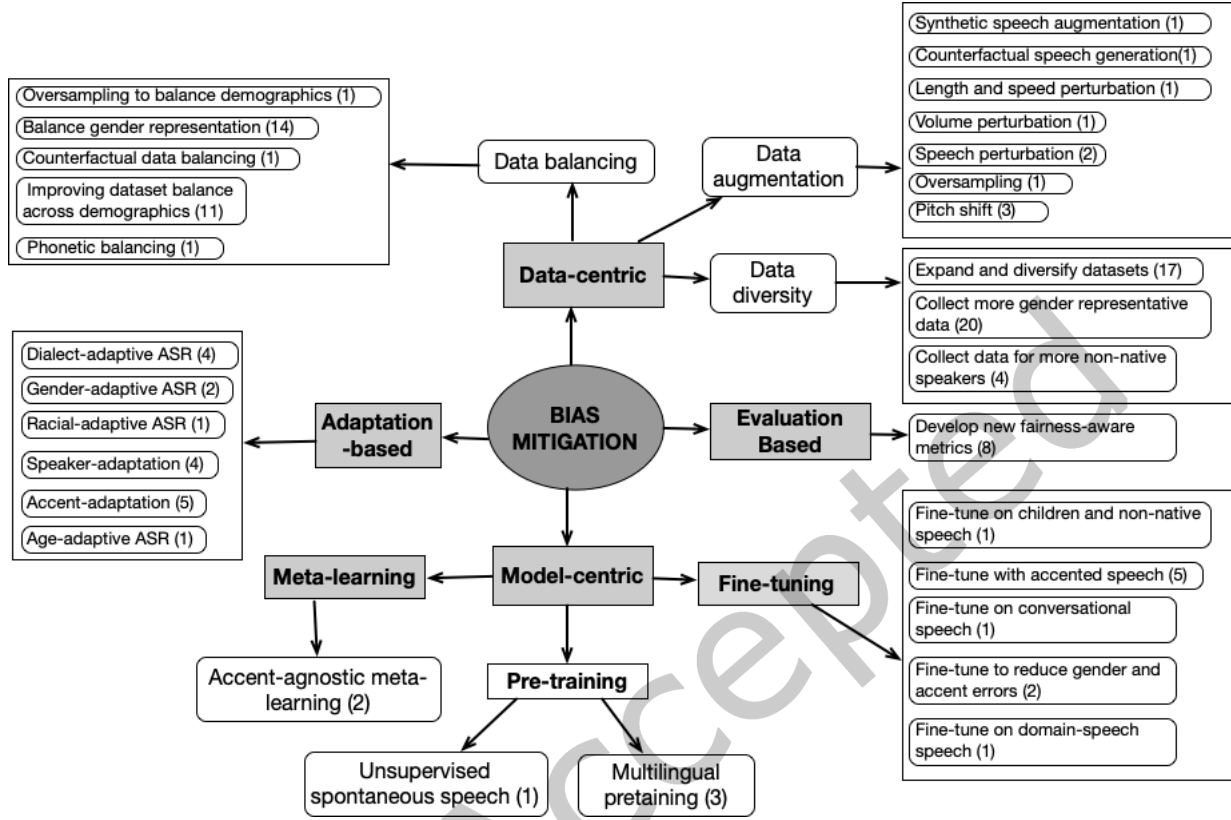 Synthetic speech augmentation (1)
Counterfactual speech generation(1)
Length and speed perturbation (1)
Volume perturbation (1)
Speech perturbation (2)
Oversampling (1)
Pitch shift (3)
Oversampling to balance demographics (1)
Balance gender representation (14)
Counterfactual data balancing (1)
Improving dataset balance
across demographics (11)
Phonetic balancing (1)
Data balancing
Data
augmentation
Data-centric
Data
diversity
Expand and diversify datasets (17)
Collect more gender representative
data (20)
Collect data for more non-native
speakers (4)
Dialect-adaptive ASR (4)
Gender-adaptive ASR (2)
Racial-adaptive ASR (1)
Speaker-adaptation (4)
Accent-adaptation (5)
Age-adaptive ASR (1)
Adaptation
-based
BIAS
MITIGATION
Evaluation
Based
Develop new fairness-aware
metrics (8)
Meta-learning
Model-centric
Fine-tuning
Fine-tune on children and non-native
speech (1)
Fine-tune with accented speech (5)
Fine-tune on conversational
speech (1)
Fine-tune to reduce gender and
accent errors (2)
Fine-tune on domain-speech
speech (1)
Accent-agnostic meta-
learning (2)
Pre-training
Unsupervised
spontaneous speech (1)
Multilingual
pretaining (3)
Accepted